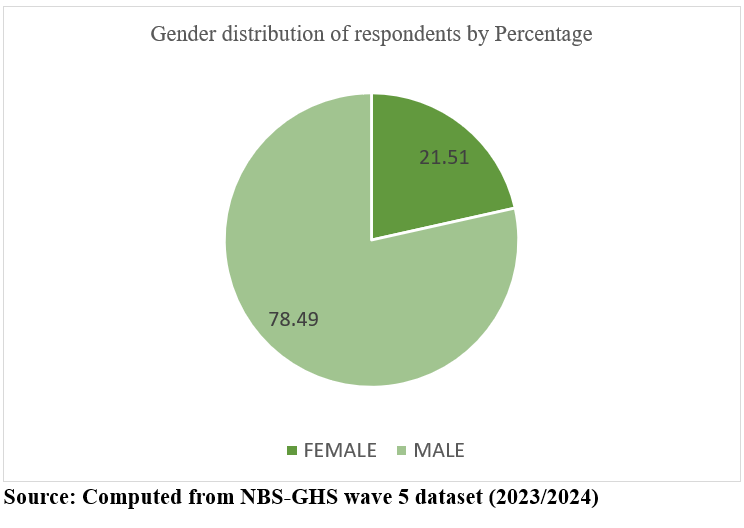 Gender distribution of respondents by Percentage
21.51
78.49
FEMALE MALE
Source: Computed from NBS-GHS wave 5 dataset (2023/2024)